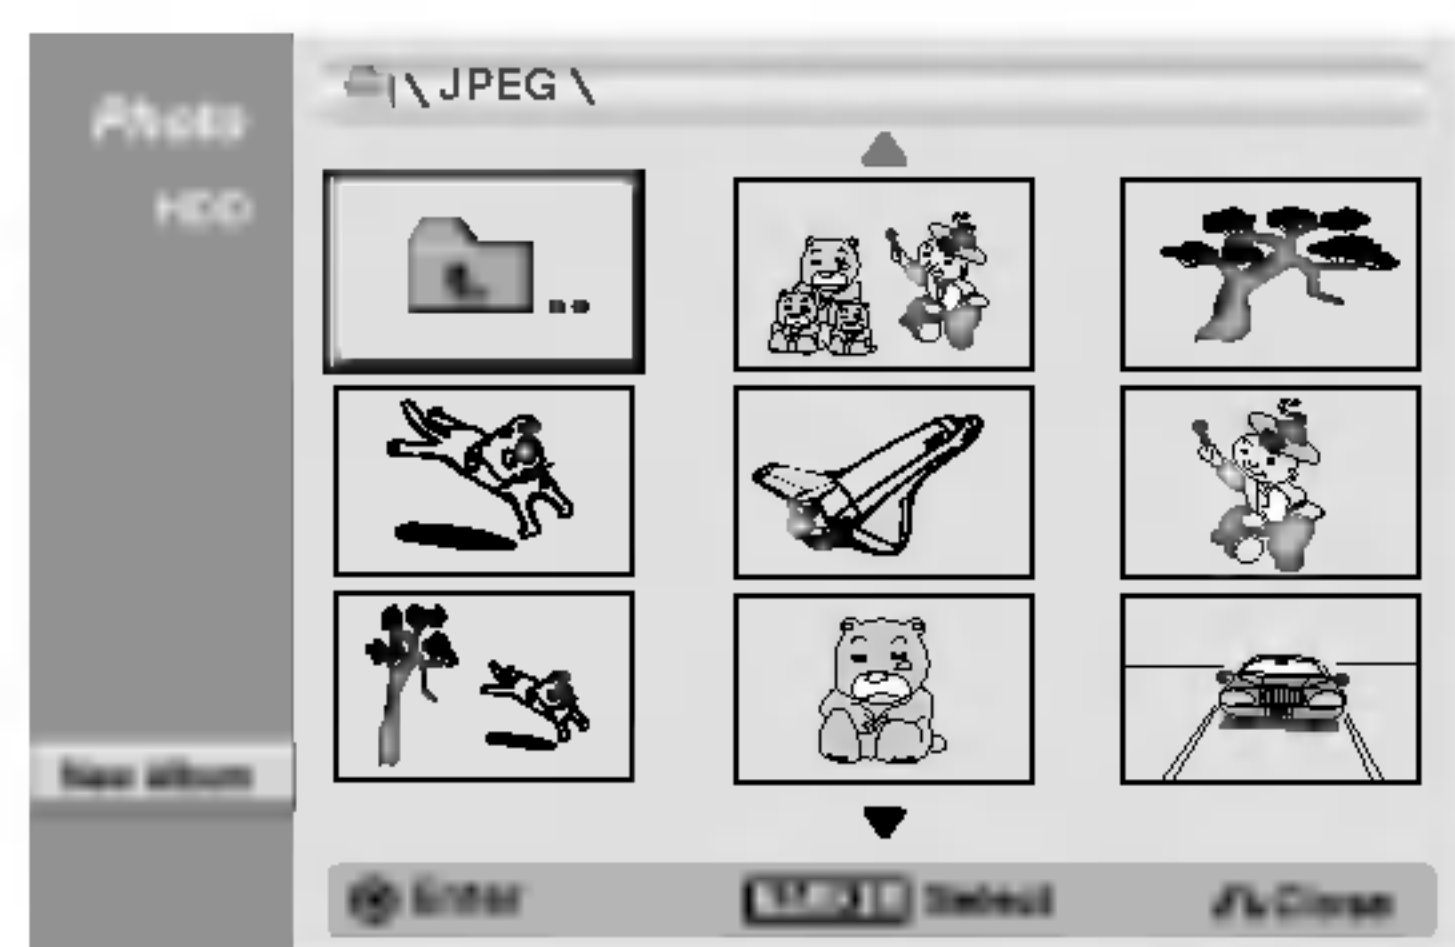 Photo
HDD
\ JPEG \
..
New Album
Enter
Select
Close